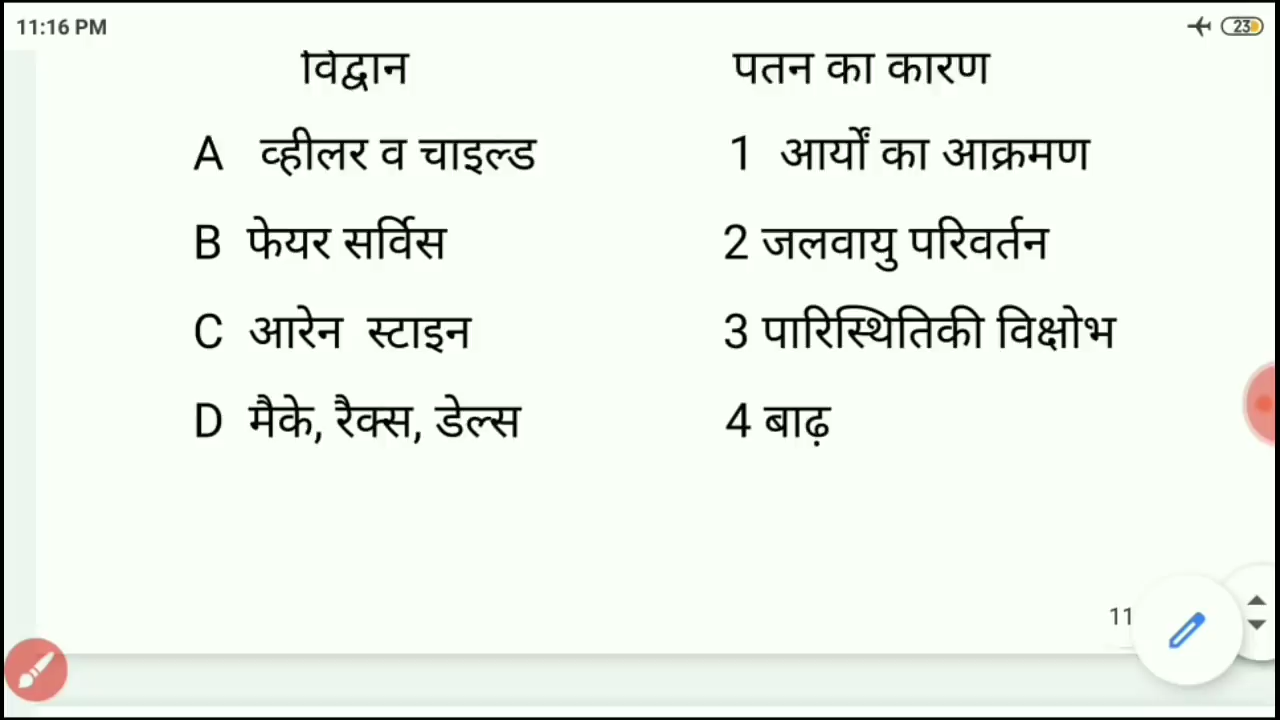 11:16 PM 23
विद्वान पतन का कारण
A व्हीलर व चाइल्ड 1 आर्यों का आक्रमण
B फेयर सर्विस 2 जलवायु परिवर्तन
C आरेन स्टाइन 3 पारिस्थितिकी विक्षोभ
D मैके, रैक्स, डेल्स 4 बाढ़
11